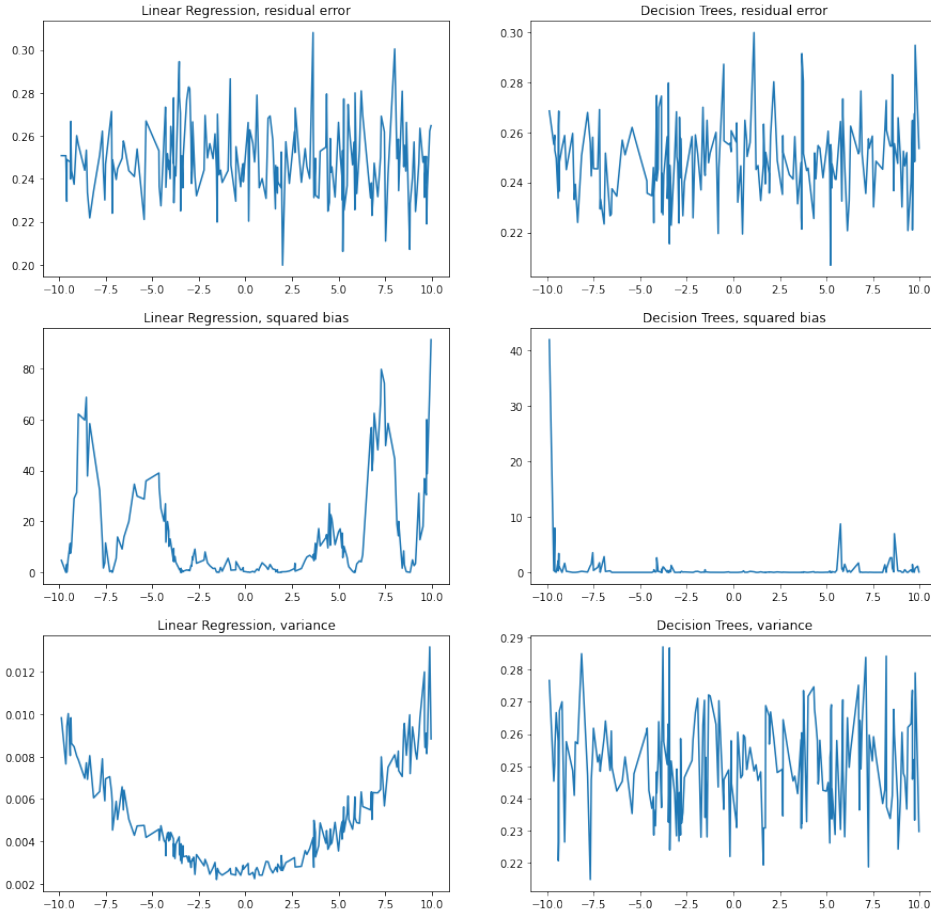 Linear Regression, residual error
0.30
0.28
0.26
0.24
0.22
0.20
−10.0 −7.5 −5.0 −2.5 0.0 2.5 5.0 7.5 10.0
Decision Trees, residual error
0.30
0.28
0.26
0.24
0.22
−10.0 −7.5 −5.0 −2.5 0.0 2.5 5.0 7.5 10.0
Linear Regression, squared bias
80
60
40
20
0
−10.0 −7.5 −5.0 −2.5 0.0 2.5 5.0 7.5 10.0
Decision Trees, squared bias
40
30
20
10
0
−10.0 −7.5 −5.0 −2.5 0.0 2.5 5.0 7.5 10.0
Linear Regression, variance
0.012
0.010
0.008
0.006
0.004
0.002
−10.0 −7.5 −5.0 −2.5 0.0 2.5 5.0 7.5 10.0
Decision Trees, variance
0.29
0.28
0.27
0.26
0.25
0.24
0.23
0.22
−10.0 −7.5 −5.0 −2.5 0.0 2.5 5.0 7.5 10.0